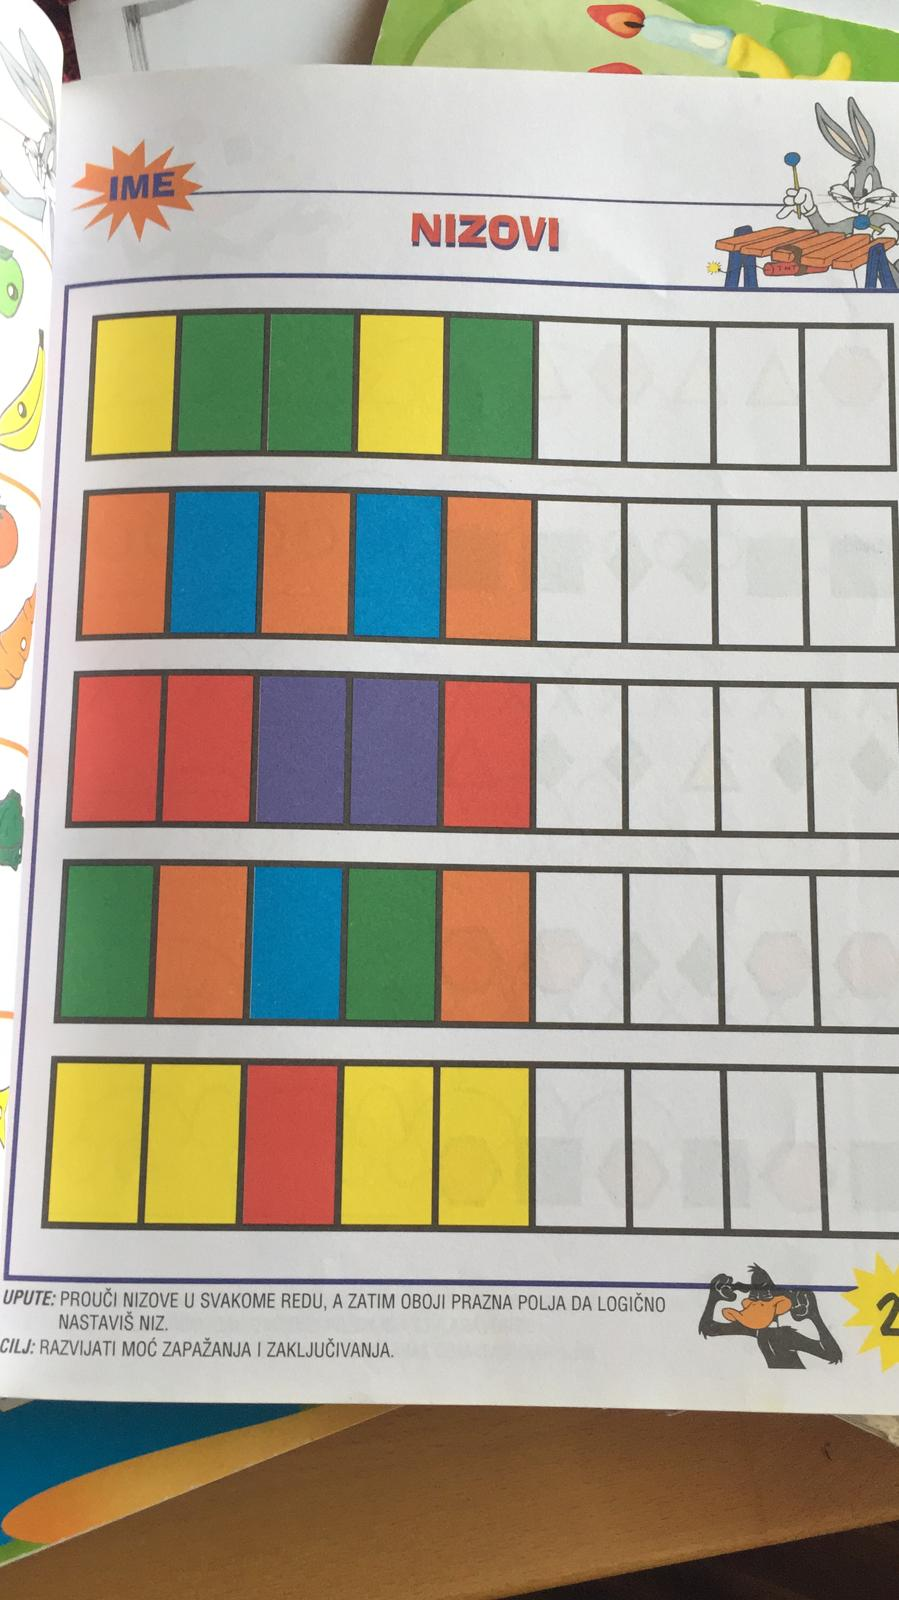 IME
NIZOVI
TNT
UPUTE: PROUČI NIZOVE U SVAKOME REDU, A ZATIM OBOJI PRAZNA POLJA DA LOGIČNO
NASTAVIŠ NIZ.
CILJ: RAZVIJATI MOĆ ZAPAŽANJA I ZAKLJUČIVANJA.